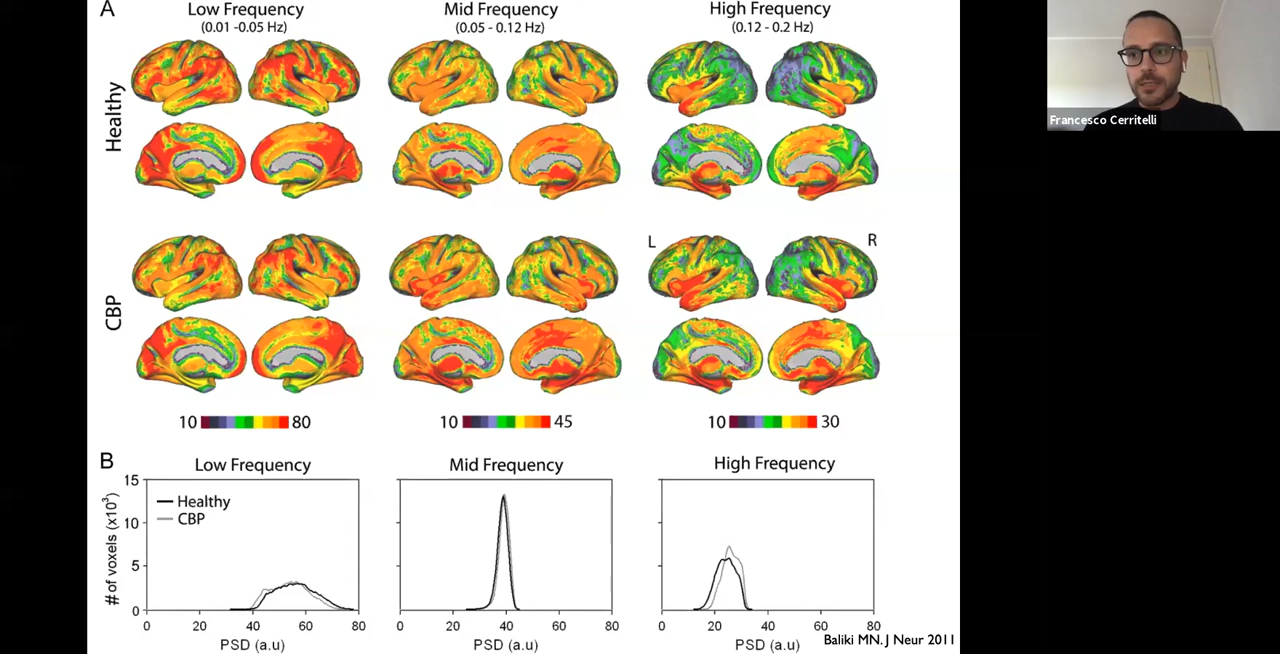 A
Low Frequency
(0.01 -0.05 Hz)
Mid Frequency
(0.05 - 0.12 Hz)
High Frequency
(0.12 - 0.2 Hz)
Francesco Cerritelli
Healthy
L
R
CBP
10 80
10 45
10 30
B
Low Frequency
Mid Frequency
High Frequency
15
10
5
0
# of voxels (x10³)
Healthy
CBP
0 20 40 60 80
0 20 40 60 80
0 20 40 60 80
PSD (a.u)
PSD (a.u)
PSD (a.u)
Baliki MN. J Neur 2011